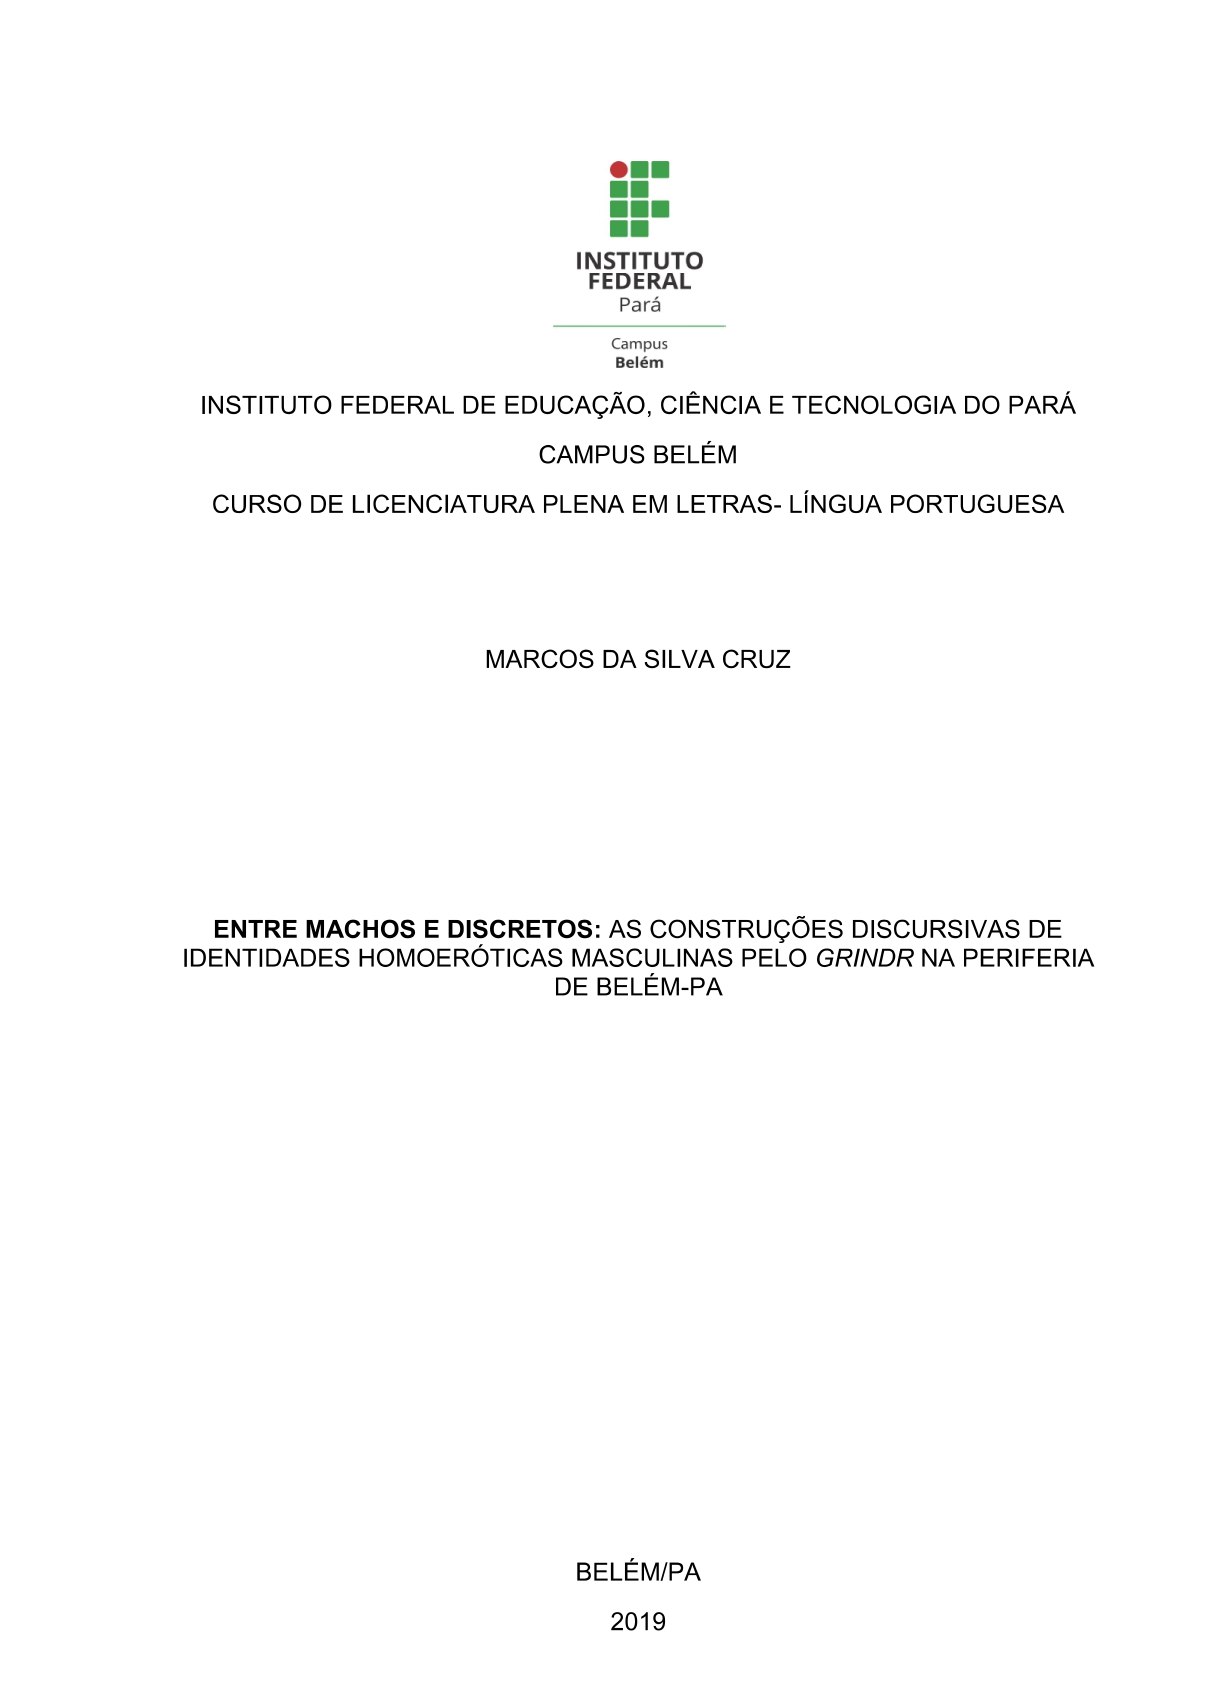 INSTITUTO
FEDERAL
Pará
Campus
Belém
INSTITUTO FEDERAL DE EDUCAÇÃO, CIÊNCIA E TECNOLOGIA DO PARÁ
CAMPUS BELÉM
CURSO DE LICENCIATURA PLENA EM LETRAS- LÍNGUA PORTUGUESA
MARCOS DA SILVA CRUZ
ENTRE MACHOS E DISCRETOS: AS CONSTRUÇÕES DISCURSIVAS DE
IDENTIDADES HOMOERÓTICAS MASCULINAS PELO GRINDR NA PERIFERIA
DE BELÉM-PA
BELÉM/PA
2019